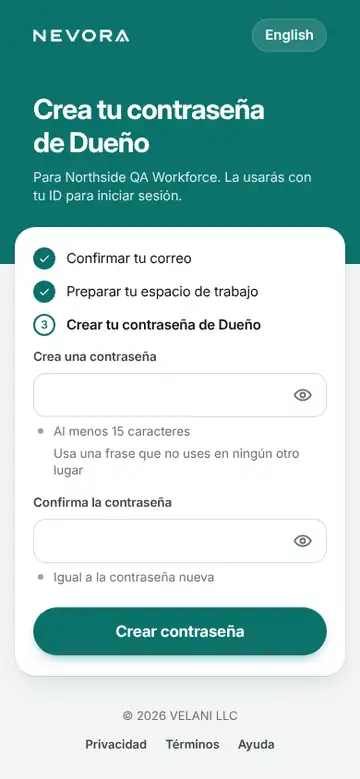 NEVORA
English
Crea tu contraseña
de Dueño
Para Northside QA Workforce. La usarás con
tu ID para iniciar sesión.
Confirmar tu correo
Preparar tu espacio de trabajo
3 Crear tu contraseña de Dueño
Crea una contraseña
Al menos 15 caracteres
Usa una frase que no uses en ningún otro
lugar
Confirma la contraseña
Igual a la contraseña nueva
Crear contraseña
© 2026 VELANI LLC
Privacidad Términos Ayuda